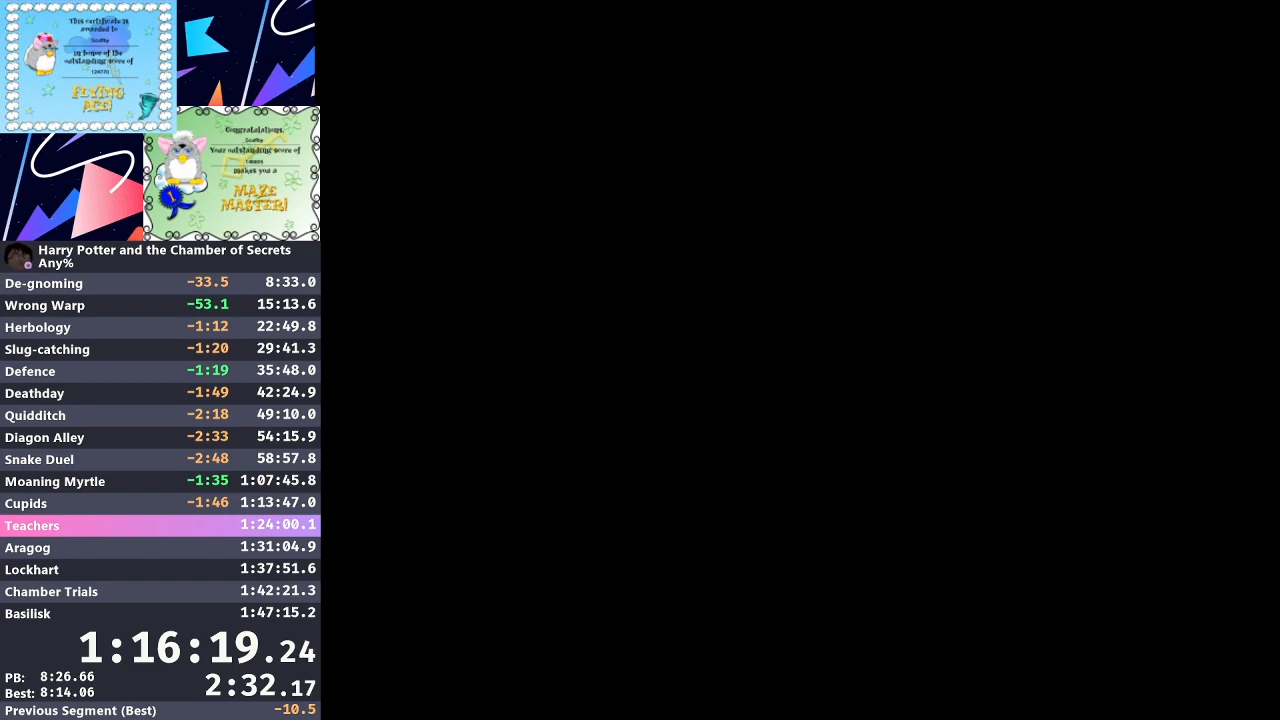 This certificate is
awarded to
Scuffby
in honor of the
outstanding score of
124770
FLYING
ACE!
Congratulations,
Scuffby
Your outstanding score of
makes you a
MAZE
MASTER!
Harry Potter and the Chamber of Secrets
Any%
De-gnoming -33.5 8:33.0
Wrong Warp -53.1 15:13.6
Herbology -1:12 22:49.8
Slug-catching -1:20 29:41.3
Defence -1:19 35:48.0
Deathday -1:49 42:24.9
Quidditch -2:18 49:10.0
Diagon Alley -2:33 54:15.9
Snake Duel -2:48 58:57.8
Moaning Myrtle -1:35 1:07:45.8
Cupids -1:46 1:13:47.0
Teachers 1:24:00.1
Aragog 1:31:04.9
Lockhart 1:37:51.6
Chamber Trials 1:42:21.3
Basilisk 1:47:15.2
1:16:19.24
PB: 8:26.66
Best: 8:14.06
2:32.17
Previous Segment (Best) -10.5